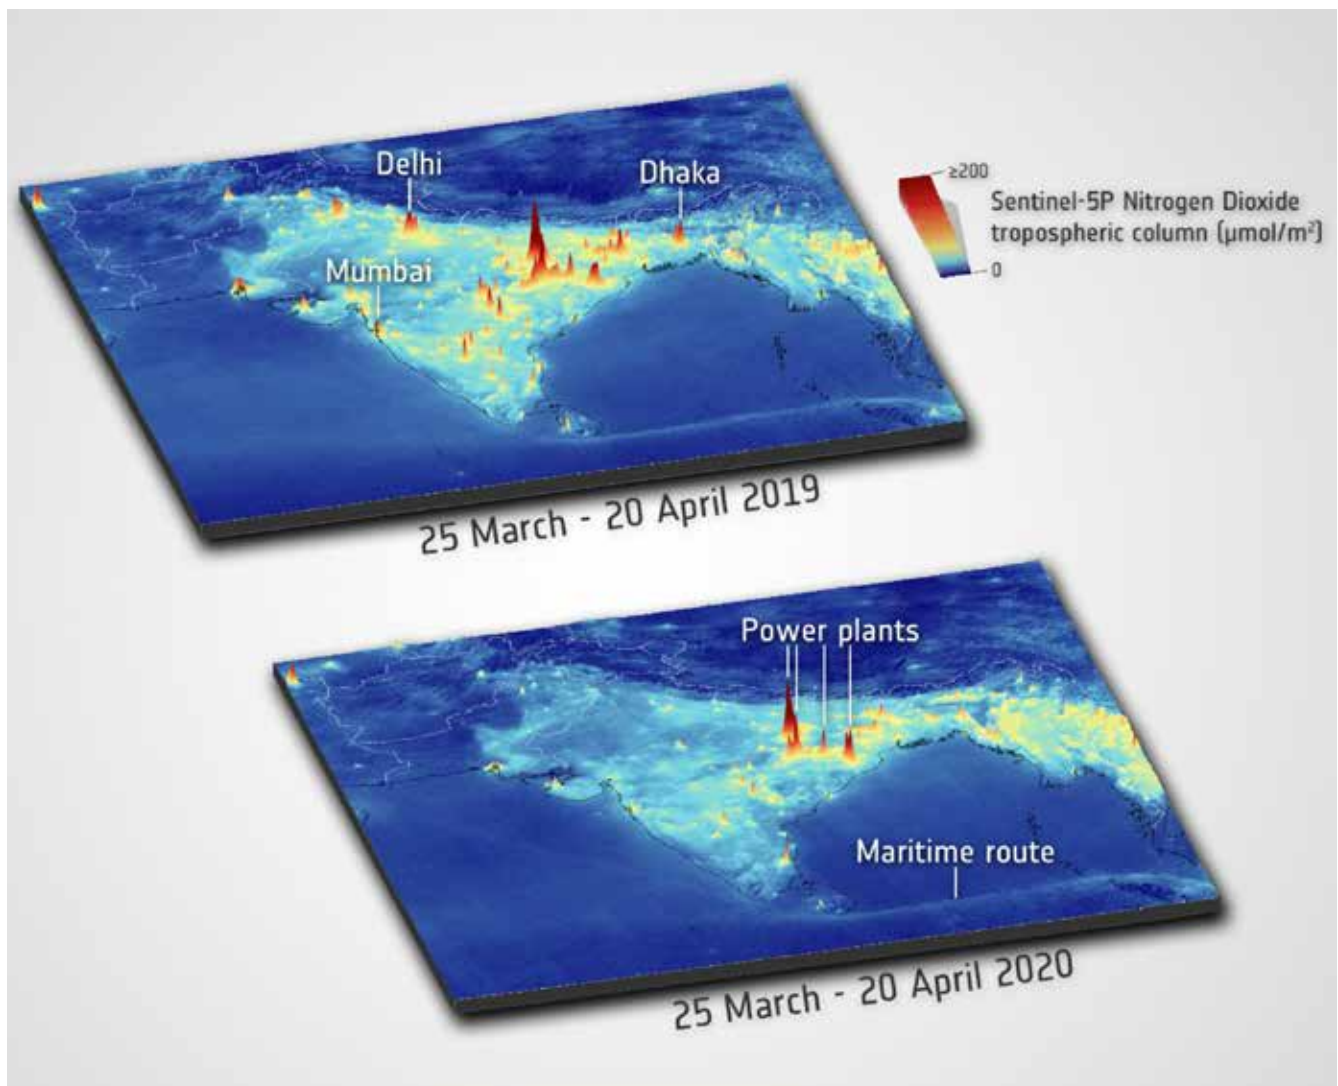 Delhi
Dhaka
Mumbai
≥200
Sentinel-5P Nitrogen Dioxide
tropospheric column (µmol/m²)
0
25 March - 20 April 2019
Power plants
Maritime route
25 March - 20 April 2020